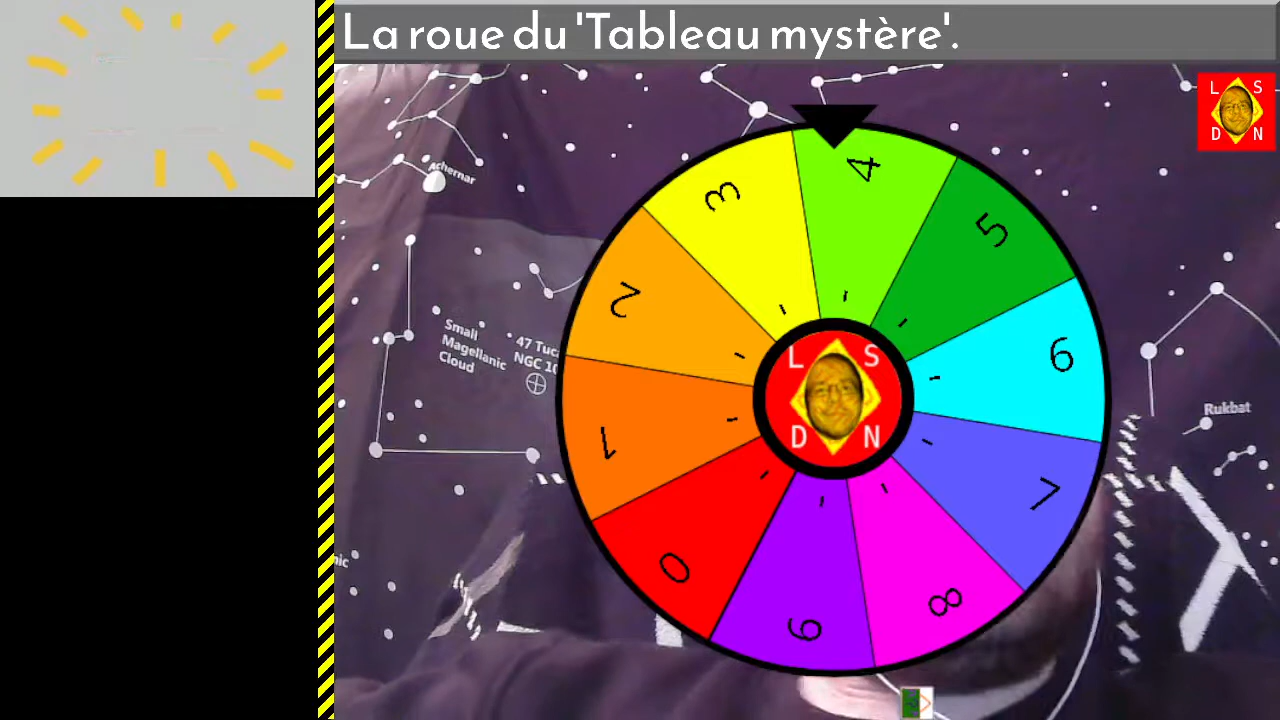 La roue du 'Tableau mystère'.
L S
D N
Achernar
4
3
5
2
6
Small
Magellanic
Cloud
47 Tuc
NGC 10
L S
D N
Rukbat
1
7
0
8
9